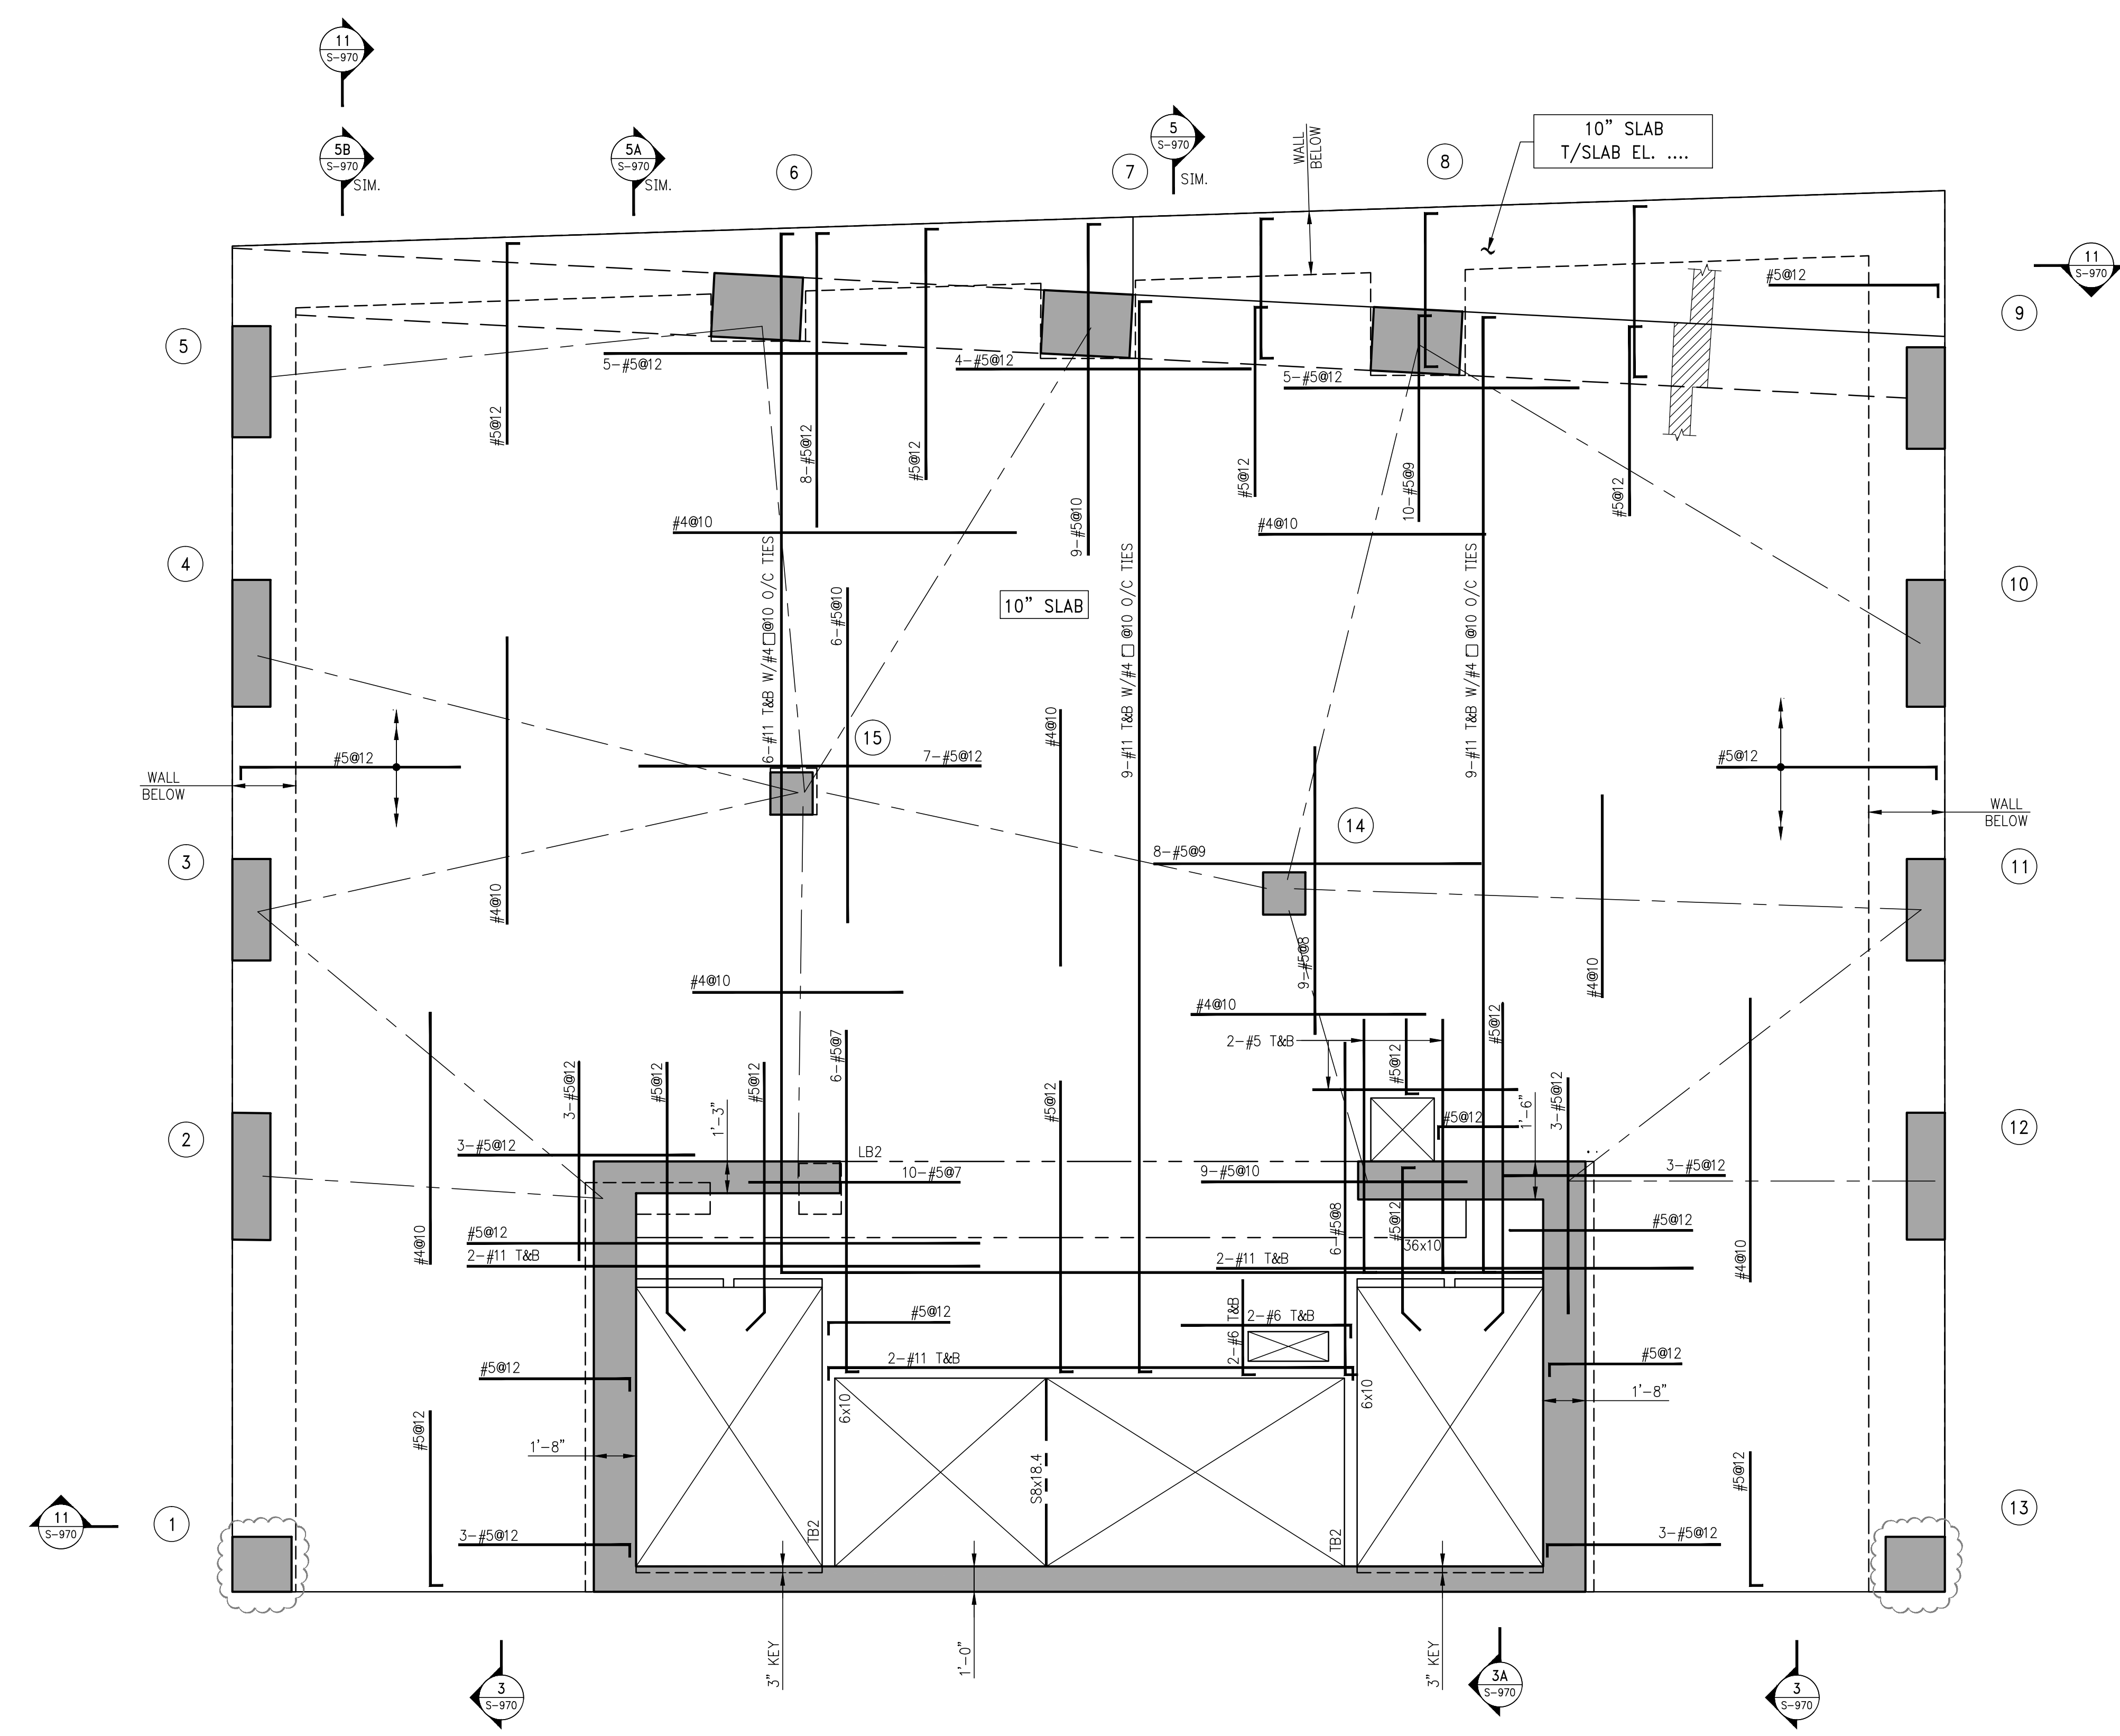 11
S-970
5B
S-970
SIM.
5A
S-970
SIM.
6
7
5
S-970
SIM.
WALL
BELOW
8
10" SLAB
T/SLAB EL. ....
11
S-970
#5@12
9
5
5-#5@12
4-#5@12
5-#5@12
#5@12
8-#5@12
#5@12
9-#5@10
#5@12
10-#5@9
#5@12
#4@10
#4@10
4
10
6-#11 T&B W/#4 @10 O/C TIES
9-#11 T&B W/#4 @10 O/C TIES
9-#11 T&B W/#4 @10 O/C TIES
10" SLAB
6-#5@10
15
#4@10
#5@12
7-#5@12
#5@12
WALL
BELOW
WALL
BELOW
14
3
8-#5@9
11
#4@10
9-#5@8
#4@10
#4@10
#4@10
#5@12
2-#5 T&B
#5@12
6-#5@7
3-#5@12
#5@12
#5@12
1'-3"
#5@12
#5@12
1'-6"
3-#5@12
2
12
3-#5@12
LB2
10-#5@7
9-#5@10
3-#5@12
#4@10
#5@12
2-#11 T&B
6-#5@8
#5@12
36x10
2-#11 T&B
#5@12
#4@10
#5@12
2-#6 T&B
2-#6 T&B
#5@12
2-#11 T&B
#5@12
6x10
6x10
1'-8"
#5@12
1'-8"
S8x18.4
#5@12
11
S-970
1
3-#5@12
TB2
TB2
3-#5@12
13
3" KEY
1'-0"
3" KEY
3
S-970
3A
S-970
3
S-970